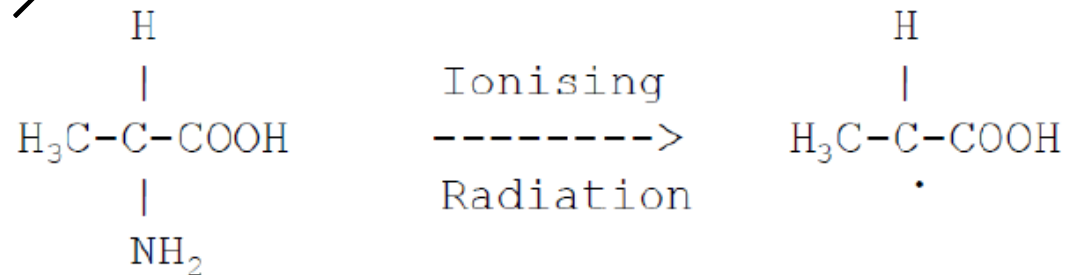 H H
| Ionising |
H₃C-C-COOH --------> H₃C-C-COOH
| Radiation .
NH₂